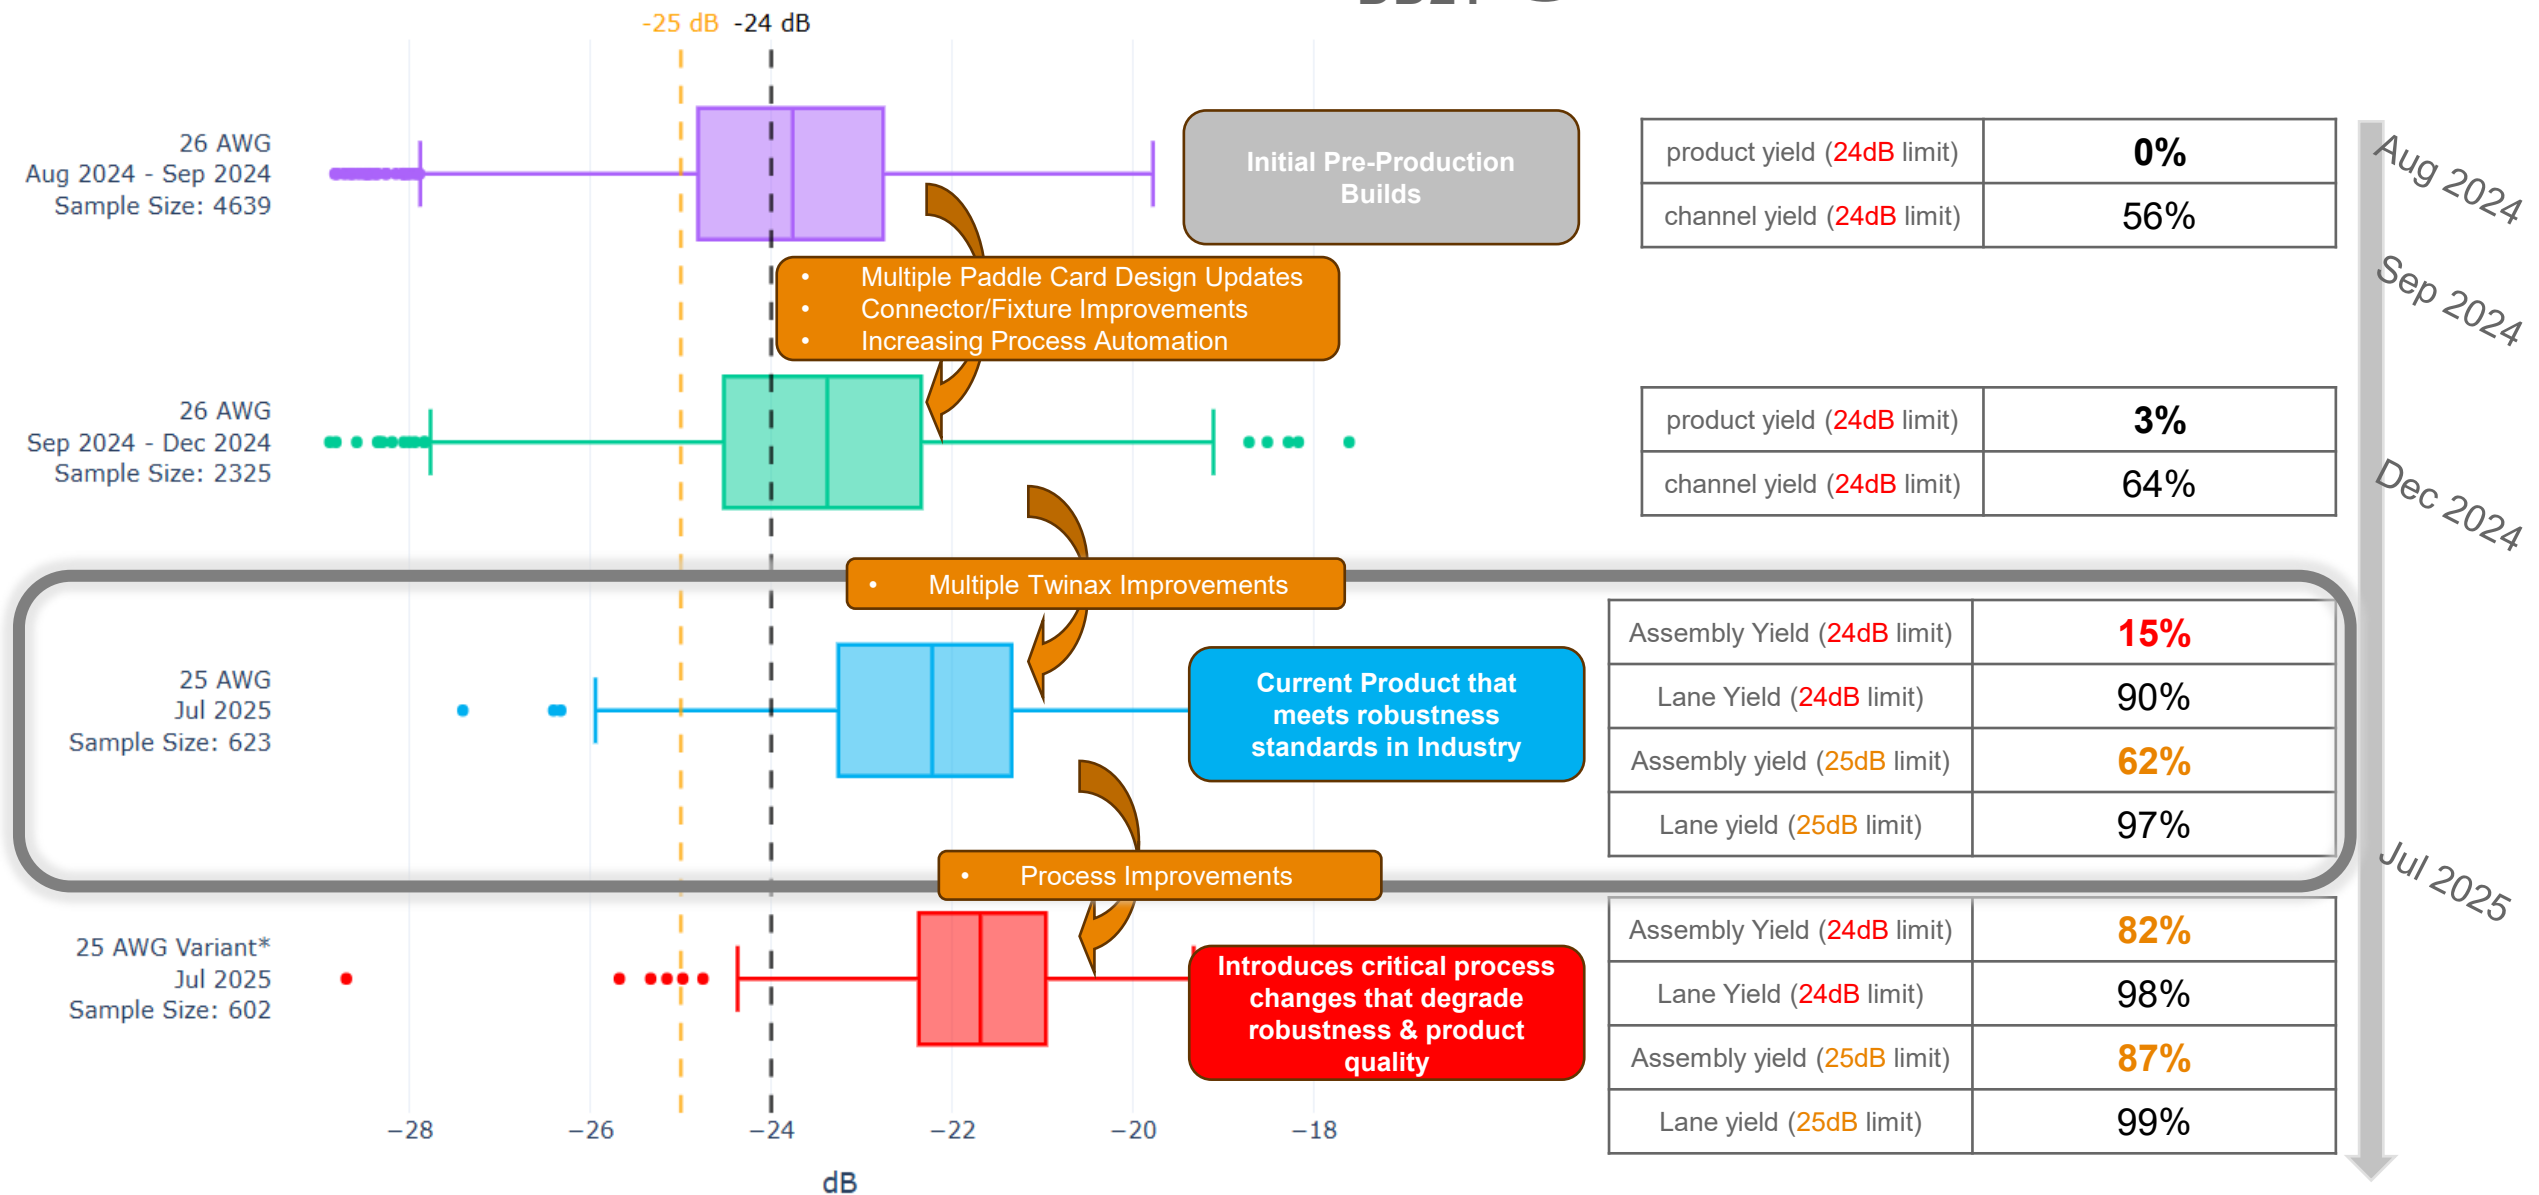 -25 dB -24 dB
26 AWG
Aug 2024 - Sep 2024
Sample Size: 4639
Initial Pre-Production
Builds
product yield (24dB limit) 0%
channel yield (24dB limit) 56%
Aug 2024
• Multiple Paddle Card Design Updates
• Connector/Fixture Improvements
• Increasing Process Automation
Sep 2024
26 AWG
Sep 2024 - Dec 2024
Sample Size: 2325
product yield (24dB limit) 3%
channel yield (24dB limit) 64%
Dec 2024
• Multiple Twinax Improvements
25 AWG
Jul 2025
Sample Size: 623
Current Product that
meets robustness
standards in Industry
Assembly Yield (24dB limit) 15%
Lane Yield (24dB limit) 90%
Assembly yield (25dB limit) 62%
Lane yield (25dB limit) 97%
Jul 2025
• Process Improvements
25 AWG Variant*
Jul 2025
Sample Size: 602
Introduces critical process
changes that degrade
robustness & product
quality
Assembly Yield (24dB limit) 82%
Lane Yield (24dB limit) 98%
Assembly yield (25dB limit) 87%
Lane yield (25dB limit) 99%
−28 −26 −24 −22 −20 −18
dB